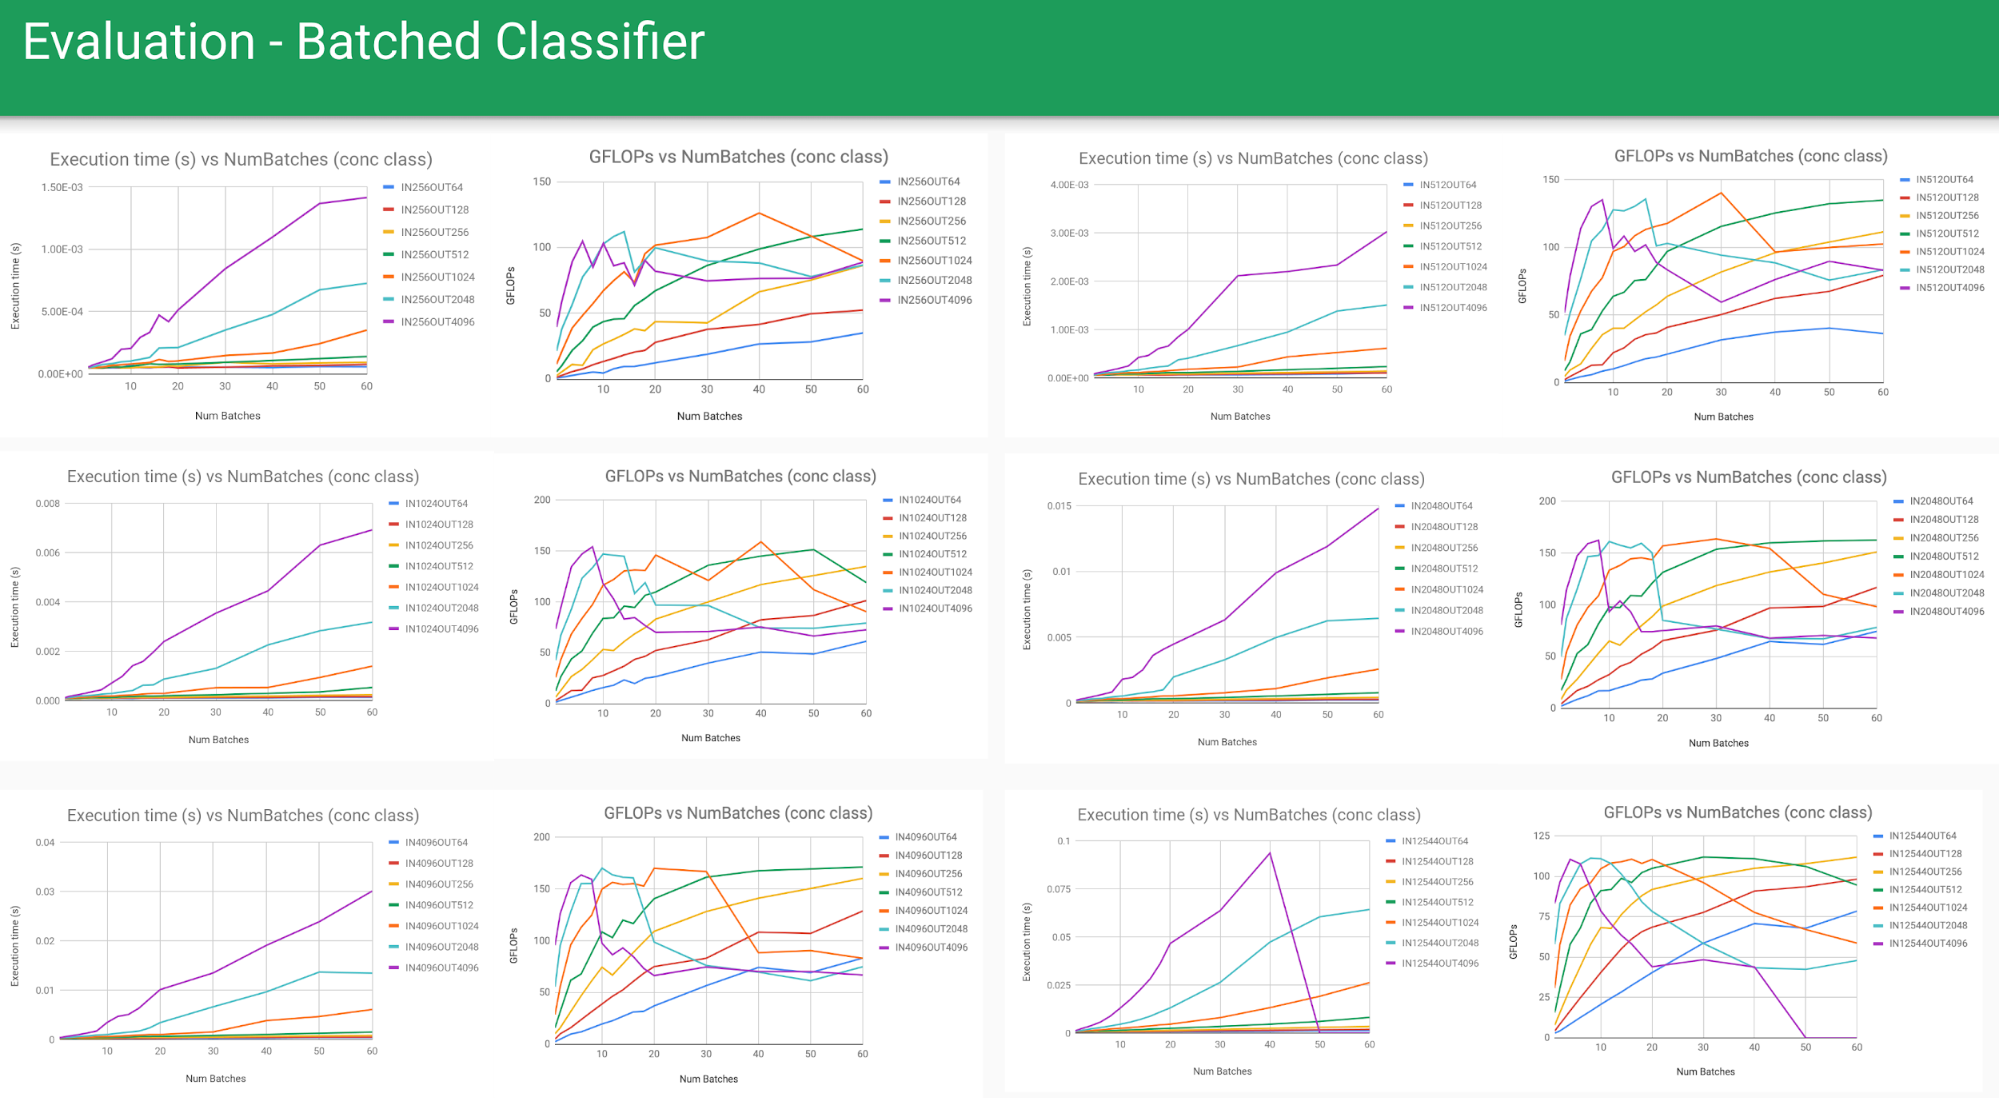 Evaluation - Batched Classifier
Execution time (s) vs NumBatches (conc class)
1.50E-03
1.00E-03
5.00E-04
0.00E+00
Execution time (s)
10 20 30 40 50 60
Num Batches
IN256OUT64
IN256OUT128
IN256OUT256
IN256OUT512
IN256OUT1024
IN256OUT2048
IN256OUT4096
GFLOPs vs NumBatches (conc class)
150
100
50
0
GFLOPs
10 20 30 40 50 60
Num Batches
IN256OUT64
IN256OUT128
IN256OUT256
IN256OUT512
IN256OUT1024
IN256OUT2048
IN256OUT4096
Execution time (s) vs NumBatches (conc class)
4.00E-03
3.00E-03
2.00E-03
1.00E-03
0.00E+00
Execution time (s)
10 20 30 40 50 60
Num Batches
IN512OUT64
IN512OUT128
IN512OUT256
IN512OUT512
IN512OUT1024
IN512OUT2048
IN512OUT4096
GFLOPs vs NumBatches (conc class)
150
100
50
0
GFLOPs
10 20 30 40 50 60
Num Batches
IN512OUT64
IN512OUT128
IN512OUT256
IN512OUT512
IN512OUT1024
IN512OUT2048
IN512OUT4096
Execution time (s) vs NumBatches (conc class)
0.008
0.006
0.004
0.002
0.000
Execution time (s)
10 20 30 40 50 60
Num Batches
IN1024OUT64
IN1024OUT128
IN1024OUT256
IN1024OUT512
IN1024OUT1024
IN1024OUT2048
IN1024OUT4096
GFLOPs vs NumBatches (conc class)
200
150
100
50
0
GFLOPs
10 20 30 40 50 60
Num Batches
IN1024OUT64
IN1024OUT128
IN1024OUT256
IN1024OUT512
IN1024OUT1024
IN1024OUT2048
IN1024OUT4096
Execution time (s) vs NumBatches (conc class)
0.015
0.01
0.005
0
Execution time (s)
10 20 30 40 50 60
Num Batches
IN2048OUT64
IN2048OUT128
IN2048OUT256
IN2048OUT512
IN2048OUT1024
IN2048OUT2048
IN2048OUT4096
GFLOPs vs NumBatches (conc class)
200
150
100
50
0
GFLOPs
10 20 30 40 50 60
Num Batches
IN2048OUT64
IN2048OUT128
IN2048OUT256
IN2048OUT512
IN2048OUT1024
IN2048OUT2048
IN2048OUT4096
Execution time (s) vs NumBatches (conc class)
0.04
0.03
0.02
0.01
0
Execution time (s)
10 20 30 40 50 60
Num Batches
IN4096OUT64
IN4096OUT128
IN4096OUT256
IN4096OUT512
IN4096OUT1024
IN4096OUT2048
IN4096OUT4096
GFLOPs vs NumBatches (conc class)
200
150
100
50
0
GFLOPs
10 20 30 40 50 60
Num Batches
IN4096OUT64
IN4096OUT128
IN4096OUT256
IN4096OUT512
IN4096OUT1024
IN4096OUT2048
IN4096OUT4096
Execution time (s) vs NumBatches (conc class)
0.1
0.075
0.05
0.025
0
Execution time (s)
10 20 30 40 50 60
Num Batches
IN12544OUT64
IN12544OUT128
IN12544OUT256
IN12544OUT512
IN12544OUT1024
IN12544OUT2048
IN12544OUT4096
GFLOPs vs NumBatches (conc class)
125
100
75
50
25
0
GFLOPs
10 20 30 40 50 60
Num Batches
IN12544OUT64
IN12544OUT128
IN12544OUT256
IN12544OUT512
IN12544OUT1024
IN12544OUT2048
IN12544OUT4096